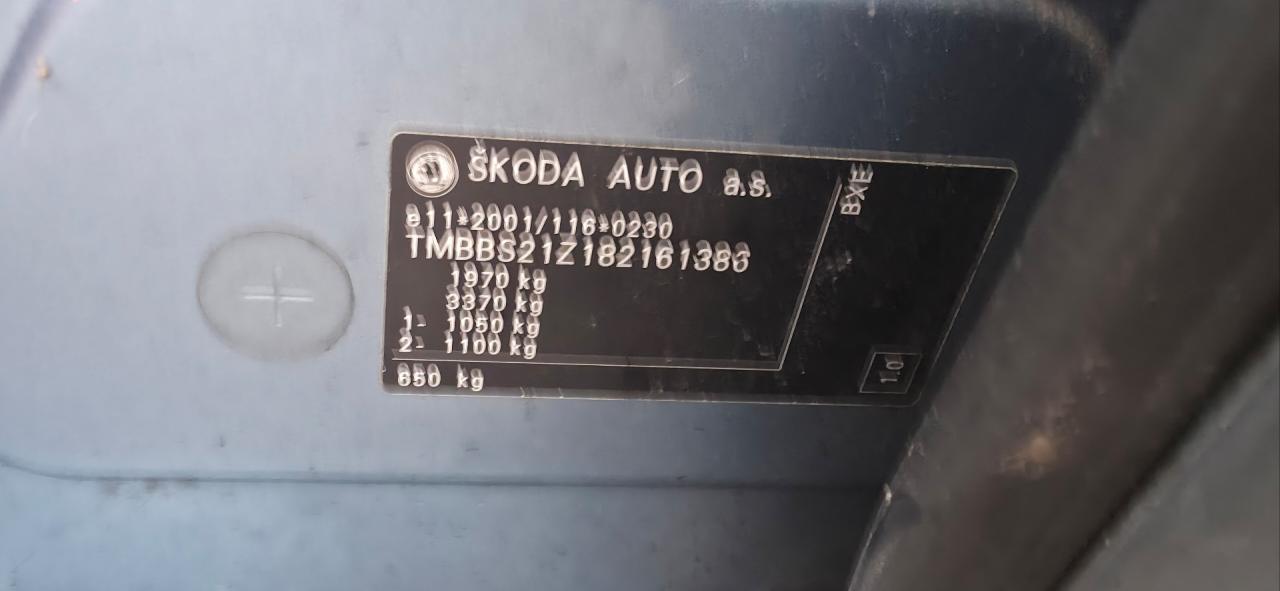 ŠKODA AUTO a.s.
e11*2001/116*0230
TMBBS21Z182161386
1970 kg
3370 kg
1- 1050 kg
2- 1100 kg
650 kg
BXE
1.0